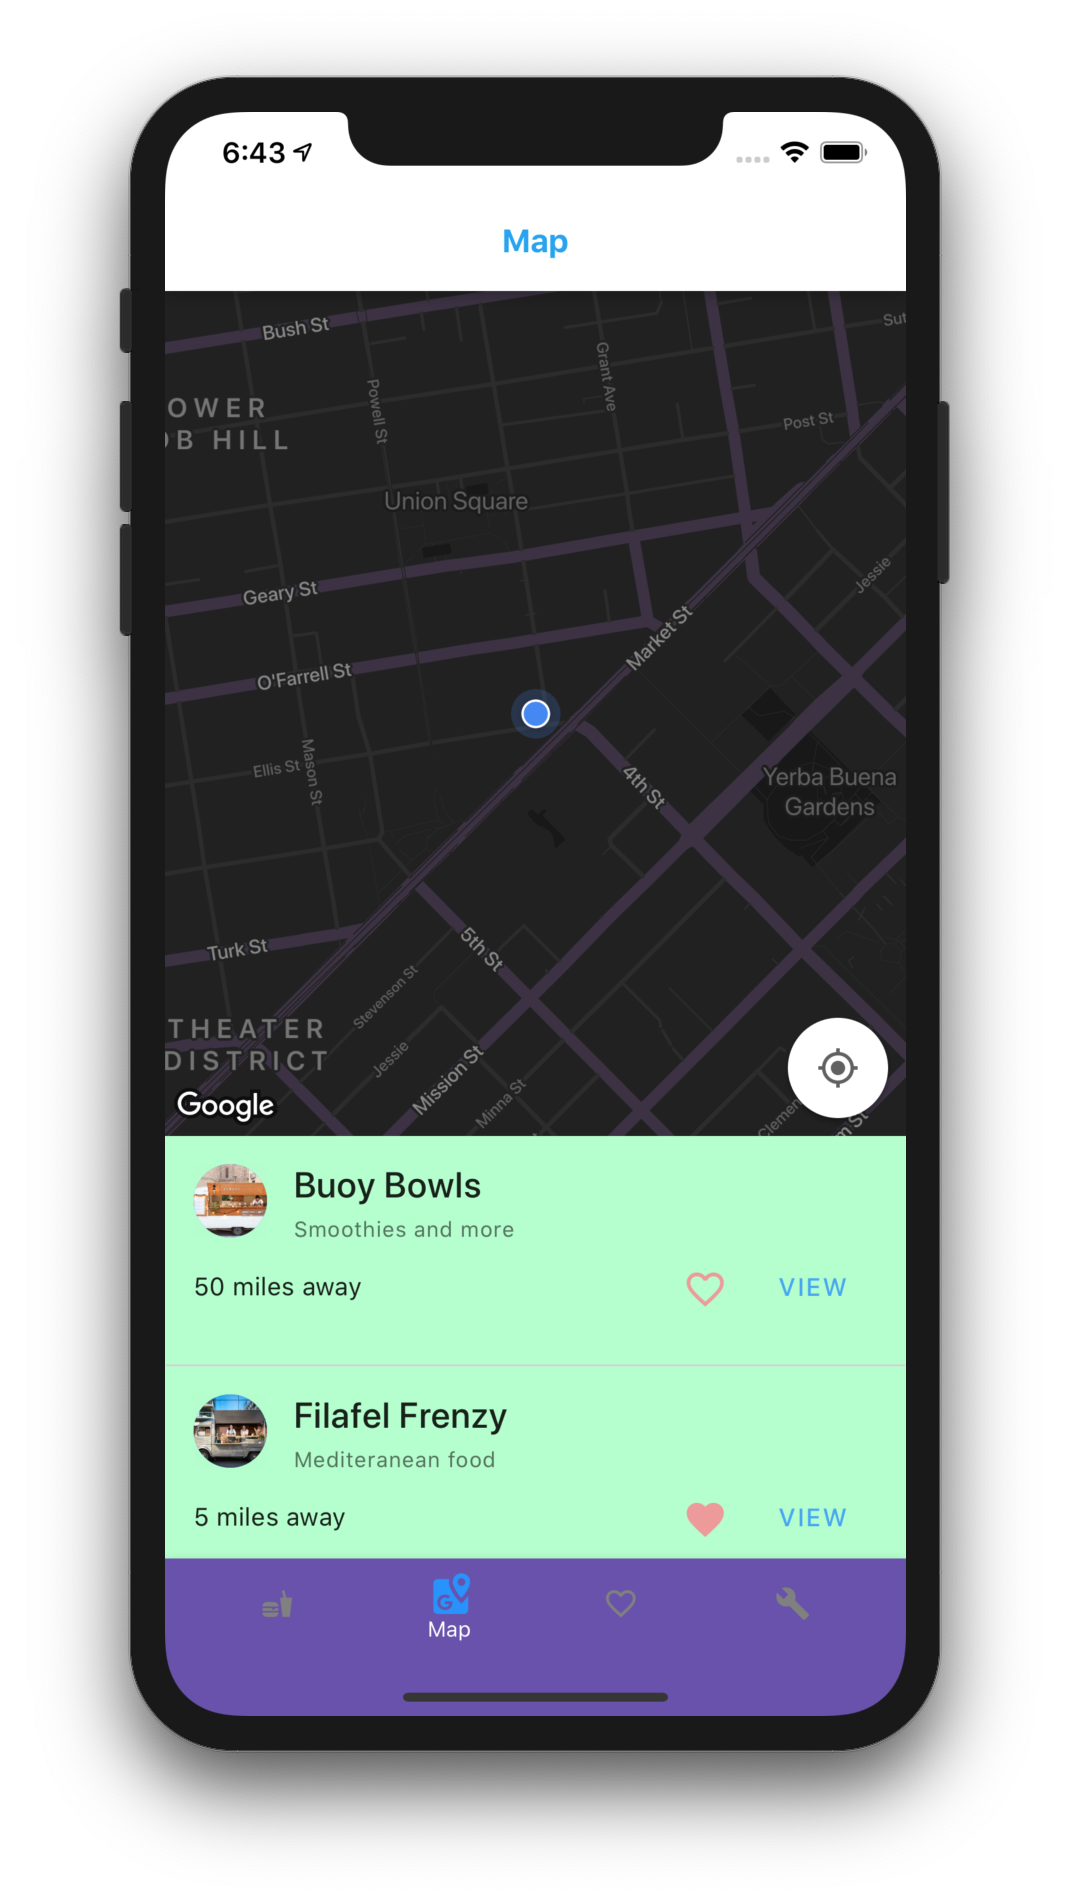 6:43
Map
Bush St
Sut
Grant Ave
Powell St
OWER
OB HILL
Post St
Union Square
Jessie
Geary St
Market St
O'Farrell St
Mason St
Ellis St
4th St
Yerba Buena
Gardens
Turk St
5th St
Stevenson St
THEATER
DISTRICT
Jessie
Mission St
Minna St
Clemen
m St
Google
Buoy Bowls
Smoothies and more
50 miles away
VIEW
Filafel Frenzy
Mediteranean food
5 miles away
VIEW
G
Map